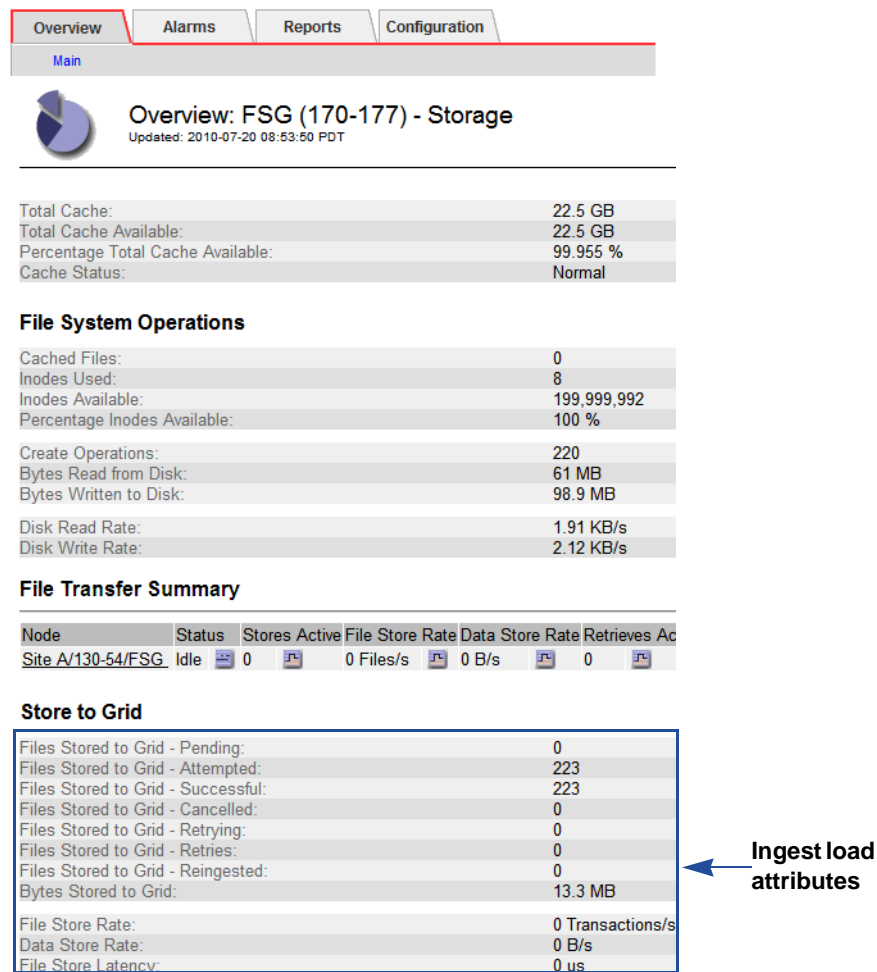 Overview Alarms Reports Configuration
Main
Overview: FSG (170-177) - Storage
Updated: 2010-07-20 08:53:50 PDT
Total Cache: 22.5 GB
Total Cache Available: 22.5 GB
Percentage Total Cache Available: 99.955 %
Cache Status: Normal
File System Operations
Cached Files: 0
Inodes Used: 8
Inodes Available: 199,999,992
Percentage Inodes Available: 100 %
Create Operations: 220
Bytes Read from Disk: 61 MB
Bytes Written to Disk: 98.9 MB
Disk Read Rate: 1.91 KB/s
Disk Write Rate: 2.12 KB/s
File Transfer Summary
Node Status Stores Active File Store Rate Data Store Rate Retrieves Ac
Site A/130-54/FSG Idle 0 0 Files/s 0 B/s 0
Store to Grid
Files Stored to Grid - Pending: 0
Files Stored to Grid - Attempted: 223
Files Stored to Grid - Successful: 223
Files Stored to Grid - Cancelled: 0
Files Stored to Grid - Retrying: 0
Files Stored to Grid - Retries: 0
Files Stored to Grid - Reingested: 0
Bytes Stored to Grid: 13.3 MB
File Store Rate: 0 Transactions/s
Data Store Rate: 0 B/s
File Store Latency: 0 us
Ingest load
attributes